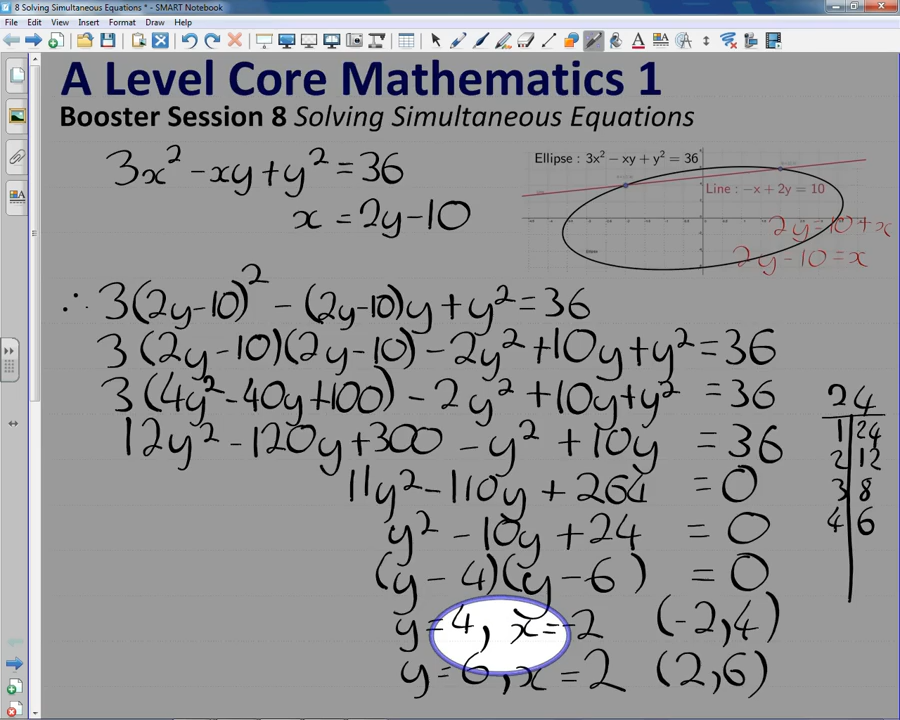 8 Solving Simultaneous Equations * - SMART Notebook
File Edit View Insert Format Draw Help
A Level Core Mathematics 1
Booster Session 8 Solving Simultaneous Equations
3x² - xy + y² = 36
x = 2y - 10
Ellipse : 3x² − xy + y² = 36
Line : −x + 2y = 10
2y = 10 + x
2y - 10 = x
∴ 3(2y-10)² - (2y-10)y + y² = 36
3(2y-10)(2y-10) - 2y² + 10y + y² = 36
3(4y² - 40y + 100) - 2y² + 10y + y² = 36
12y² - 120y + 300 - y² + 10y = 36
11y² - 110y + 264 = 0
y² - 10y + 24 = 0
(y - 4)(y - 6) = 0
y = 4, x = -2 (-2, 4)
y = 6, x = 2 (2, 6)
24
1 24
2 12
3 8
4 6